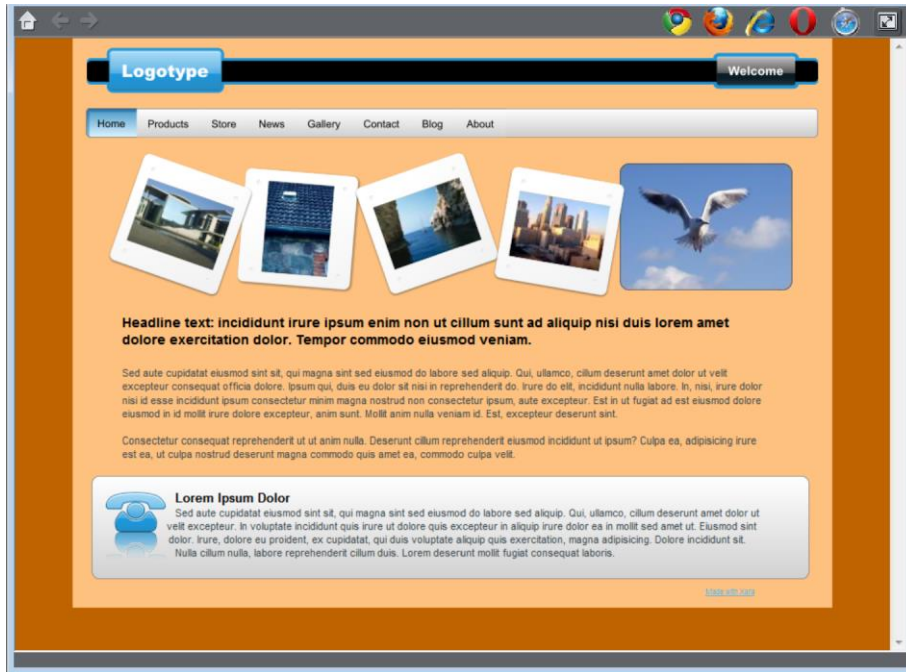 Logotype
Welcome
Home Products Store News Gallery Contact Blog About
Headline text: incididunt irure ipsum enim non ut cillum sunt ad aliquip nisi duis lorem amet
dolore exercitation dolor. Tempor commodo eiusmod veniam.
Sed aute cupidatat eiusmod sint sit, qui magna sint sed eiusmod do labore sed aliquip. Qui, ullamco, cillum deserunt amet dolor ut velit
excepteur consequat officia dolore. Ipsum qui, duis eu dolor sit nisi in reprehenderit do. Irure do elit, incididunt nulla labore. In, nisi, irure dolor
nisi id esse incididunt ipsum consectetur minim magna nostrud non consectetur ipsum, aute excepteur. Est in ut fugiat ad est eiusmod dolore
eiusmod in id mollit irure dolore excepteur, anim sunt. Mollit anim nulla veniam id. Est, excepteur deserunt sint.
Consectetur consequat reprehenderit ut ut anim nulla. Deserunt cillum reprehenderit eiusmod incididunt ut ipsum? Culpa ea, adipisicing irure
est ea, ut culpa nostrud deserunt magna commodo quis amet ea, commodo culpa velit.
Lorem Ipsum Dolor
Sed aute cupidatat eiusmod sint sit, qui magna sint sed eiusmod do labore sed aliquip. Qui, ullamco, cillum deserunt amet dolor ut
velit excepteur. In voluptate incididunt quis irure ut dolore quis excepteur in aliquip irure dolor ea in mollit sed amet ut. Eiusmod sint
dolor. Irure, dolore eu proident, ex cupidatat, qui duis voluptate aliquip quis exercitation, magna adipisicing. Dolore incididunt sit.
Nulla cillum nulla, labore reprehenderit cillum duis. Lorem deserunt mollit fugiat consequat laboris.
Made with Xara